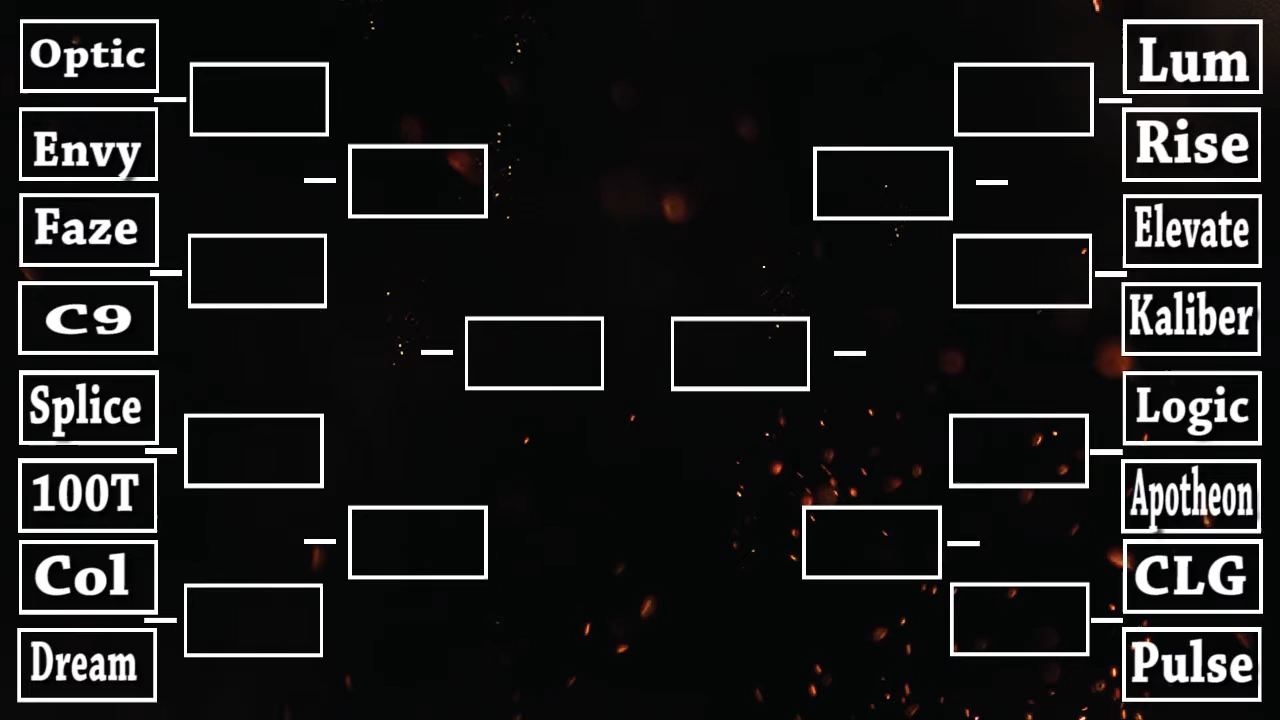 Optic
Envy
Faze
C9
Splice
100T
Col
Dream
Lum
Rise
Elevate
Kaliber
Logic
Apotheon
CLG
Pulse